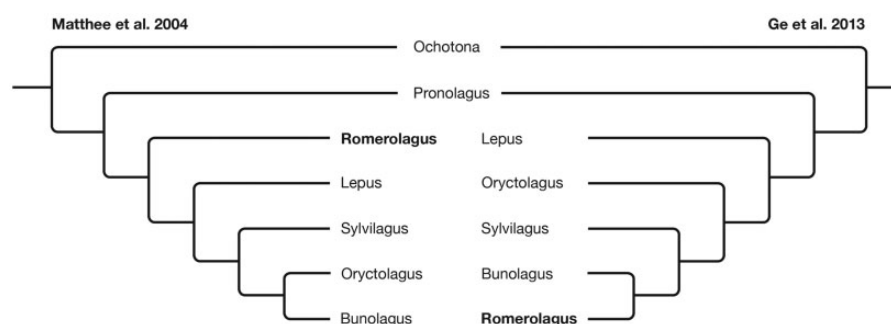 Matthee et al. 2004 Ge et al. 2013
Ochotona
Pronolagus
Romerolagus Lepus
Lepus Oryctolagus
Sylvilagus Sylvilagus
Oryctolagus Bunolagus
Bunolagus Romerolagus